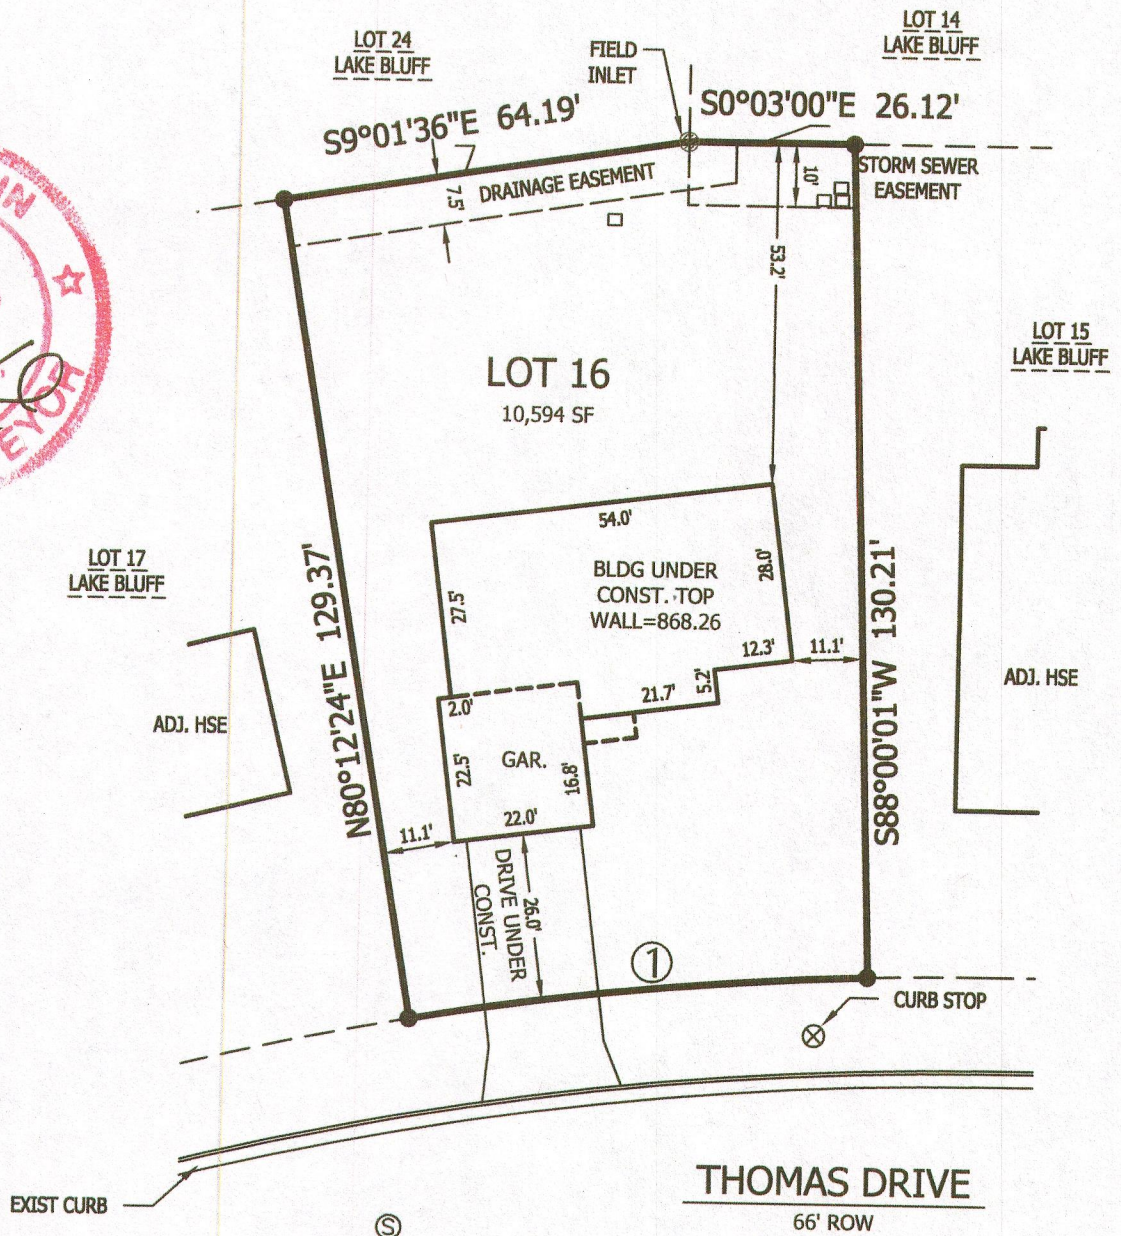 LOT 24
LAKE BLUFF
FIELD
INLET
LOT 14
LAKE BLUFF
S9°01'36"E 64.19'
S0°03'00"E 26.12'
STORM SEWER
EASEMENT
DRAINAGE EASEMENT
7.5'
10'
53.2'
EYOR
LOT 16
10,594 SF
LOT 15
LAKE BLUFF
LOT 17
LAKE BLUFF
54.0'
BLDG UNDER
CONST. TOP
WALL=868.26
27.5'
28.0'
12.3'
11.1'
5.2'
21.7'
2.0'
N80°12'24"E 129.37'
S88°00'01"W 130.21'
ADJ. HSE
ADJ. HSE
GAR.
22.5'
16.8'
22.0'
11.1'
DRIVE UNDER
CONST.
26.0'
1
CURB STOP
THOMAS DRIVE
66' ROW
EXIST CURB
S